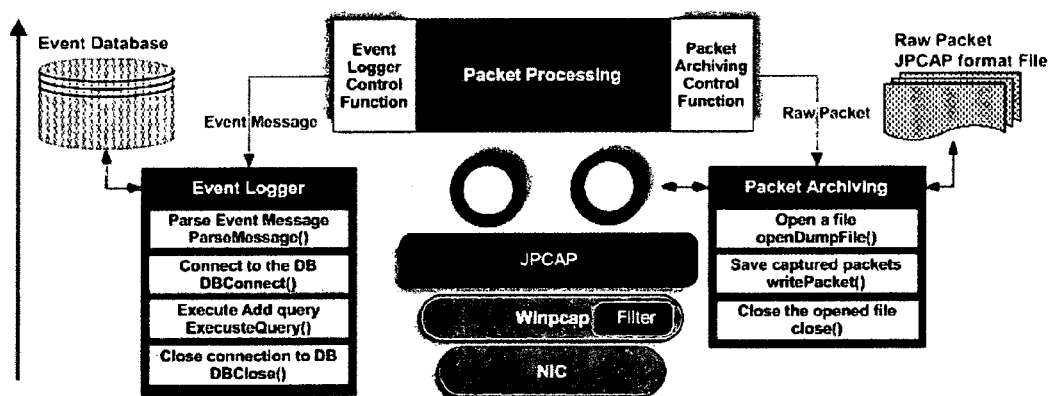 Event Database
Event
Logger
Control
Function
Packet Processing
Packet
Archiving
Control
Function
Raw Packet
JPCAP format File
Event Message
Raw Packet
Event Logger
Parse Event Message
ParseMessage()
Connect to the DB
DBConnect()
Execute Add query
ExecusteQuery()
Close connection to DB
DBClose()
JPCAP
Winpcap
Filter
NIC
Packet Archiving
Open a file
openDumpFile()
Save captured packets
writePacket()
Close the opened file
close()